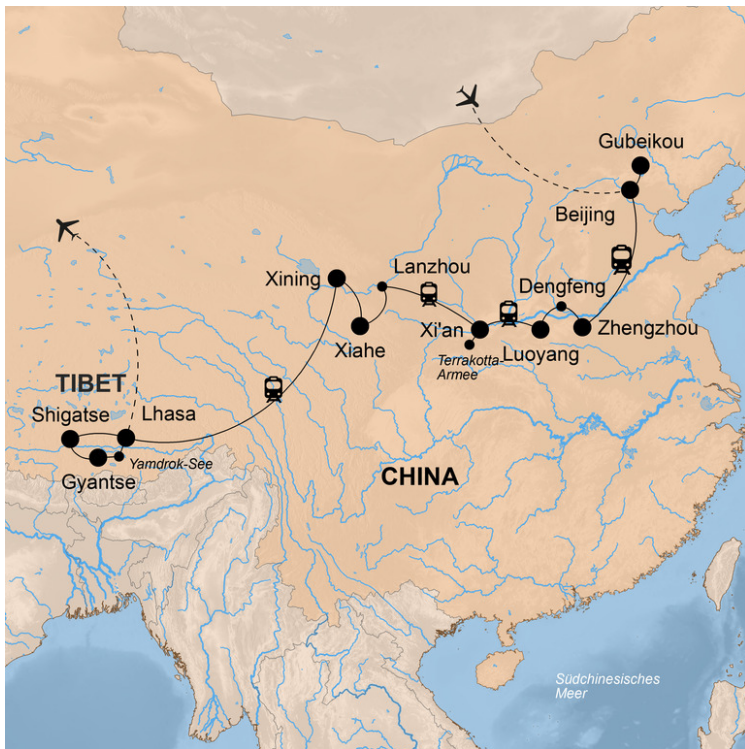 Gubeikou
Beijing
Xining
Lanzhou
Dengfeng
Xiahe
Xi'an
Luoyang
Zhengzhou
Terrakotta-
Armee
TIBET
Shigatse
Lhasa
Yamdrok-See
Gyantse
CHINA
Südchinesisches
Meer